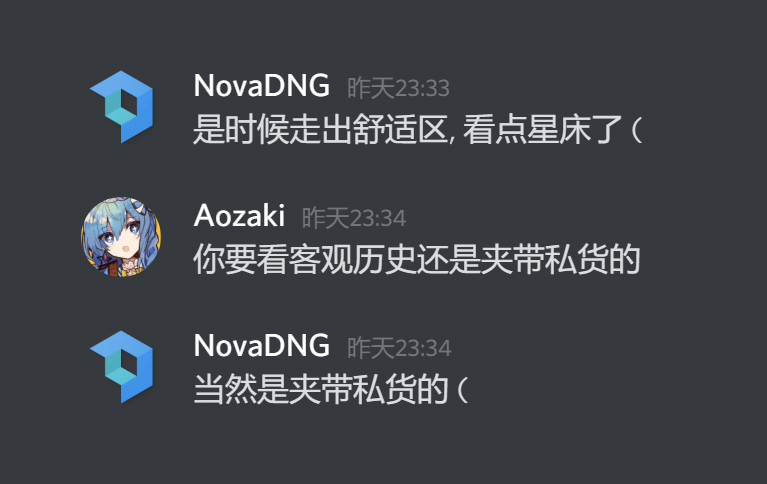 NovaDNG 昨天23:33
是时候走出舒适区, 看点星床了 (
Aozaki 昨天23:34
你要看客观历史还是夹带私货的
NovaDNG 昨天23:34
当然是夹带私货的 (